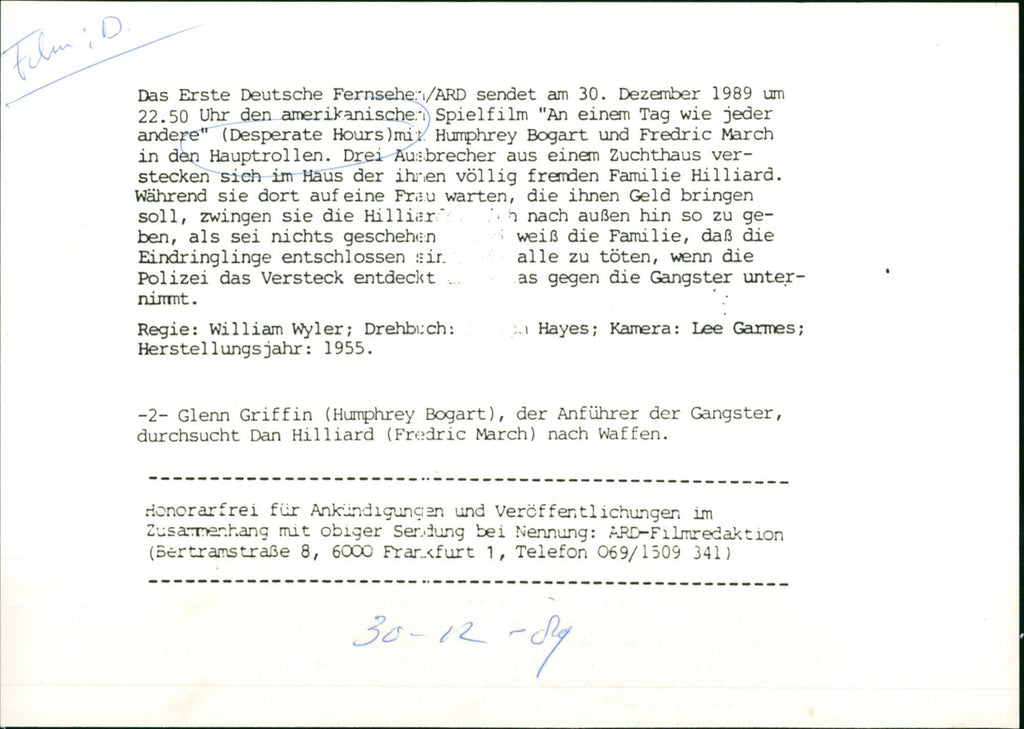 Film: D.
Das Erste Deutsche Fernsehen/ARD sendet am 30. Dezember 1989 um
22.50 Uhr den amerikanischen Spielfilm "An einem Tag wie jeder
andere" (Desperate Hours)mit Humphrey Bogart und Fredric March
in den Hauptrollen. Drei Ausbrecher aus einem Zuchthaus ver-
stecken sich im Haus der ihnen völlig fremden Familie Hilliard.
Während sie dort auf eine Frau warten, die ihnen Geld bringen
soll, zwingen sie die nach außen hin so zu ge-
ben, als sei nichts geschehen weiß die Familie, daß die
Eindringlinge entschlossen alle zu töten, wenn die
Polizei das Versteck entdeckt gegen die Gangster unter-
nimmt.
Regie: William Wyler; Drehbuch: Hayes; Kamera: Lee Garmes;
Herstellungsjahr: 1955.
-2- Glenn Griffin (Humphrey Bogart), der Anführer der Gangster,
durchsucht Dan Hilliard (Fredric March) nach Waffen.
Honorarfrei für Ankündigungen und Veröffentlichungen im
Zusammenhang mit obiger Sendung bei Nennung: ARD-Filmredaktion
(Bertramstraße 8, 6000 Frankfurt 1, Telefon 069/1509 341)
30-12-89